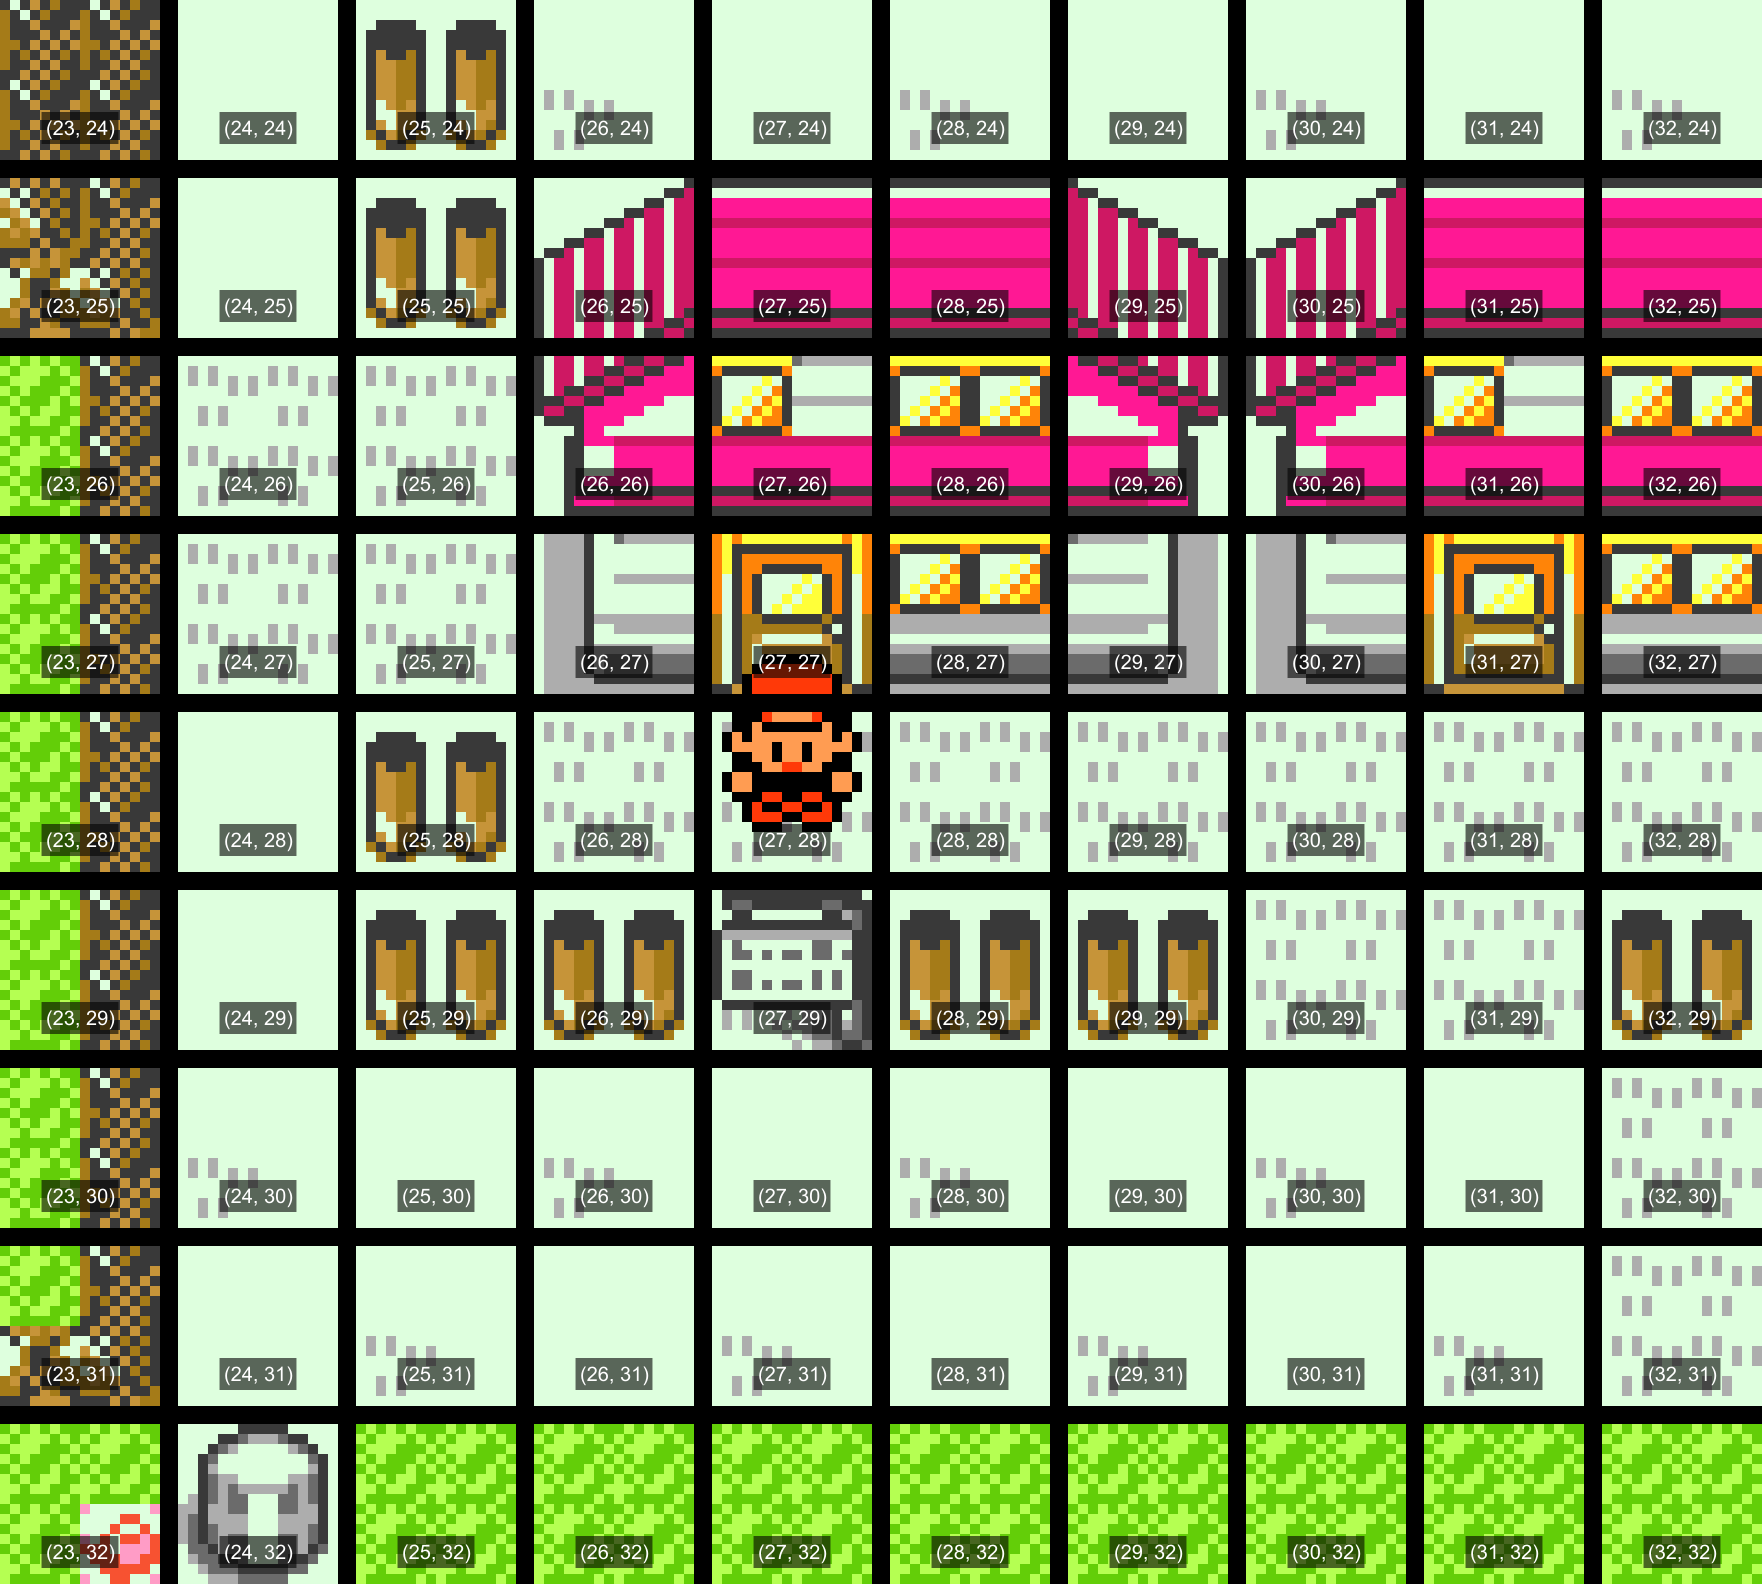 (23, 24) (24, 24) (25, 24) (26, 24) (27, 24) (28, 24) (29, 24) (30, 24) (31, 24) (32, 24)
(23, 25) (24, 25) (25, 25) (26, 25) (27, 25) (28, 25) (29, 25) (30, 25) (31, 25) (32, 25)
(23, 26) (24, 26) (25, 26) (26, 26) (27, 26) (28, 26) (29, 26) (30, 26) (31, 26) (32, 26)
(23, 27) (24, 27) (25, 27) (26, 27) (27, 27) (28, 27) (29, 27) (30, 27) (31, 27) (32, 27)
(23, 28) (24, 28) (25, 28) (26, 28) (27, 28) (28, 28) (29, 28) (30, 28) (31, 28) (32, 28)
(23, 29) (24, 29) (25, 29) (26, 29) (27, 29) (28, 29) (29, 29) (30, 29) (31, 29) (32, 29)
(23, 30) (24, 30) (25, 30) (26, 30) (27, 30) (28, 30) (29, 30) (30, 30) (31, 30) (32, 30)
(23, 31) (24, 31) (25, 31) (26, 31) (27, 31) (28, 31) (29, 31) (30, 31) (31, 31) (32, 31)
(23, 32) (24, 32) (25, 32) (26, 32) (27, 32) (28, 32) (29, 32) (30, 32) (31, 32) (32, 32)